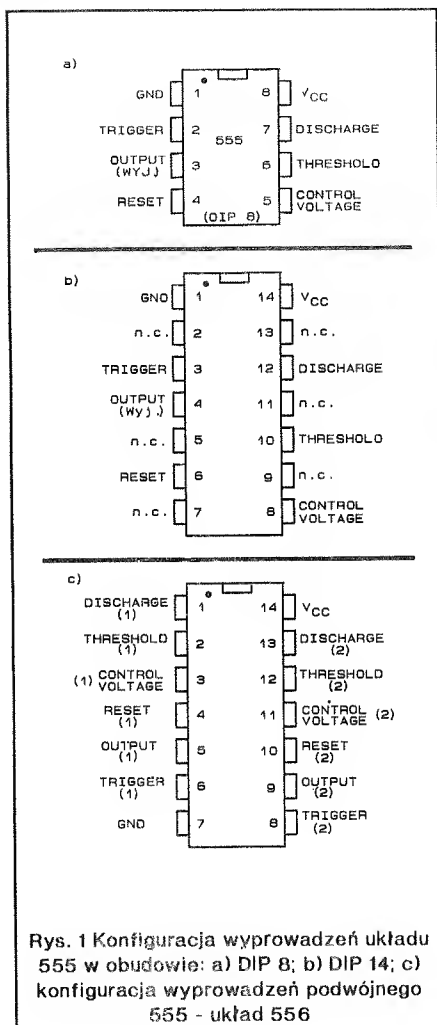 a)
GND 1 8 VCC
TRIGGER 2 7 DISCHARGE
555
OUTPUT 3 6 THRESHOLD
(WYJ.)
RESET 4 5 CONTROL
VOLTAGE
(DIP 8)
b)
GND 1 14 VCC
n.c. 2 13 n.c.
TRIGGER 3 12 DISCHARGE
OUTPUT 4 11 n.c.
(Wyj.)
n.c. 5 10 THRESHOLD
RESET 6 9 n.c.
n.c. 7 8 CONTROL
VOLTAGE
c)
DISCHARGE 1 14 VCC
(1)
THRESHOLD 2 13 DISCHARGE
(1) (2)
(1) CONTROL 3 12 THRESHOLD
VOLTAGE (2)
RESET 4 11 CONTROL
(1) VOLTAGE (2)
OUTPUT 5 10 RESET
(1) (2)
TRIGGER 6 9 OUTPUT
(1) (2)
GND 7 8 TRIGGER
(2)
Rys. 1 Konfiguracja wyprowadzeń układu
555 w obudowie: a) DIP 8; b) DIP 14; c)
konfiguracja wyprowadzeń podwójnego
555 - układ 556